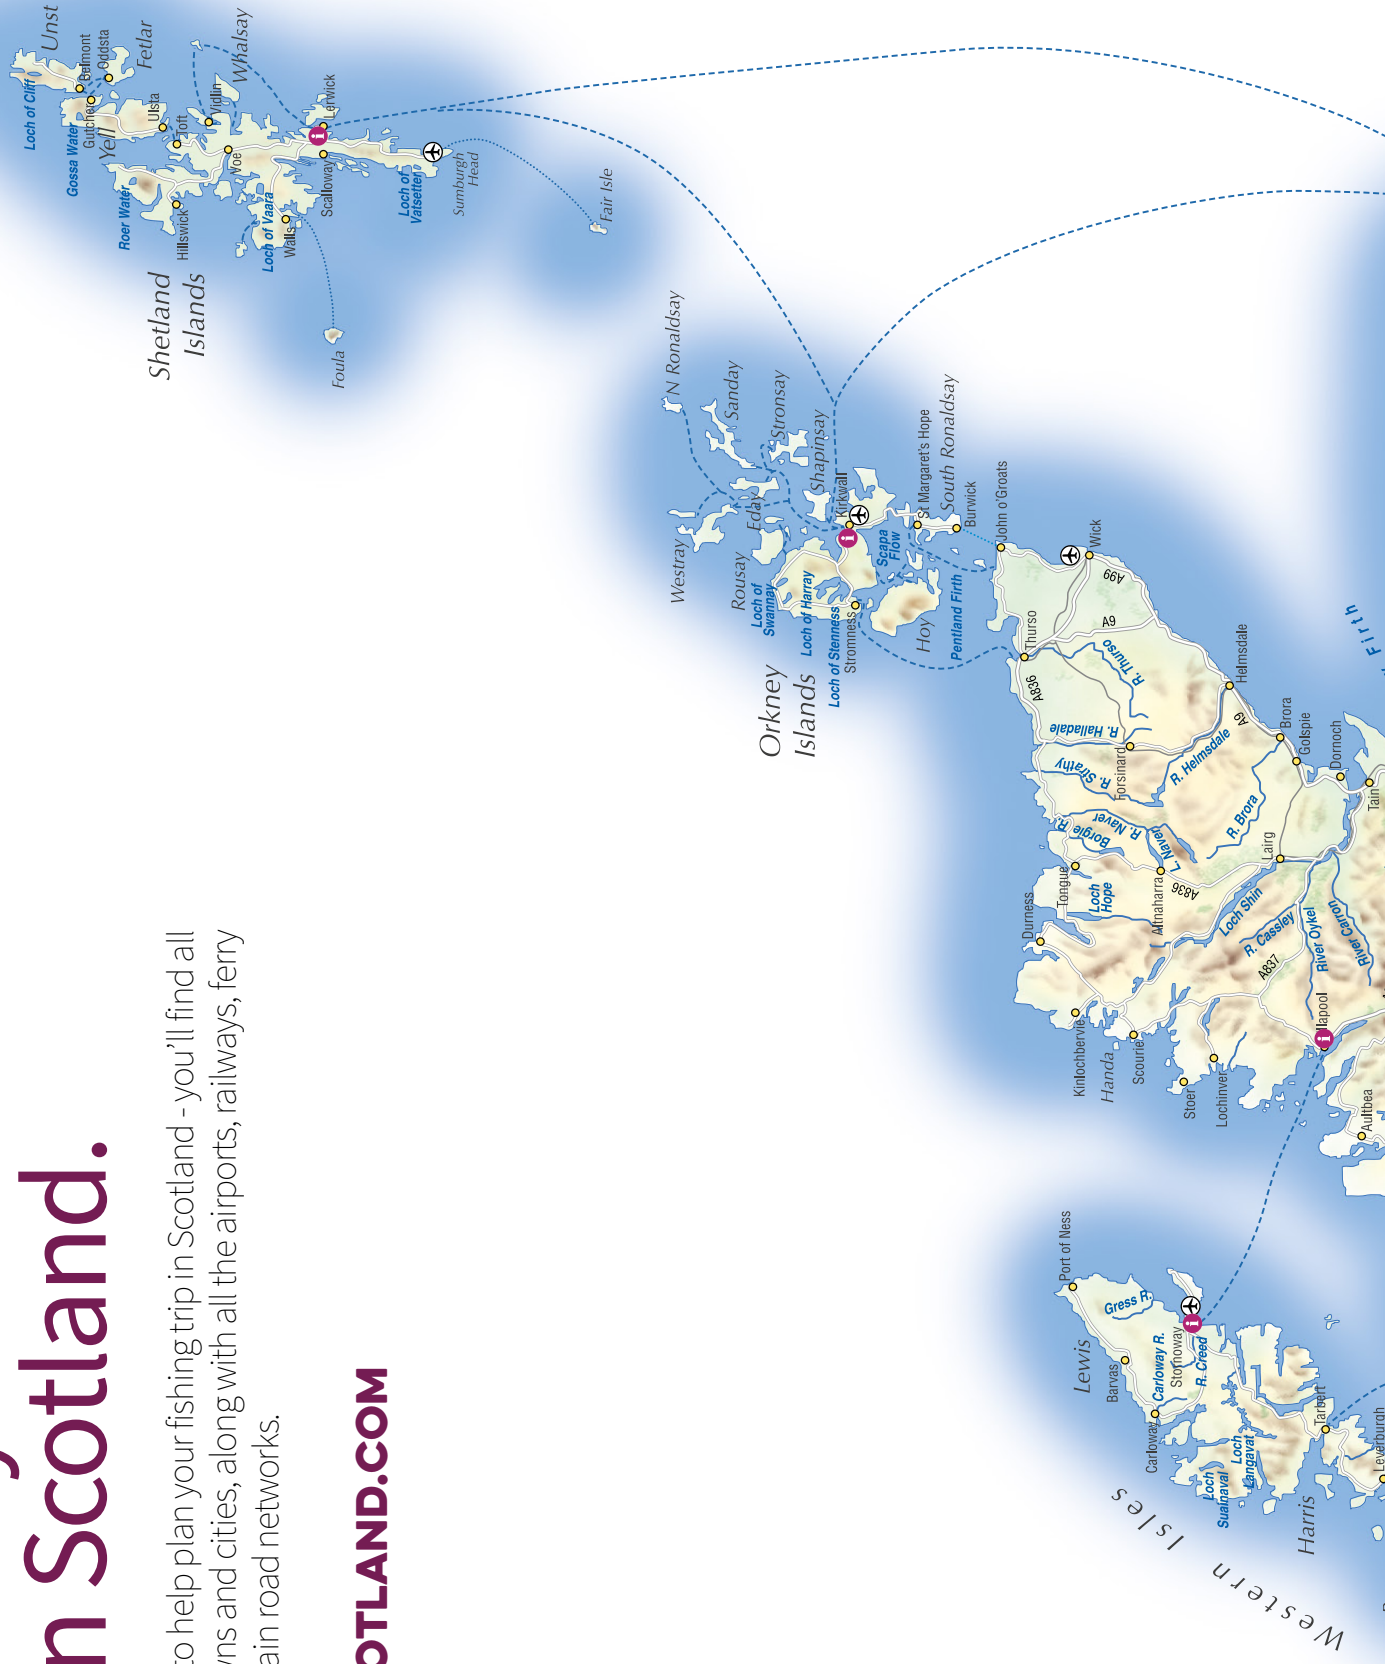 n Scotland.
to help plan your fishing trip in Scotland - you'll find all
wns and cities, along with all the airports, railways, ferry
ain road networks.
OTLAND.COM
Shetland
Islands
Unst
Loch of Cliff
Belmont
Oddsta
Fetlar
Gutcher
Gossa Water
Yell
Ulsta
Toft
Vidlin
Whalsay
Roer Water
Hillswick
Voe
Loch of Vaara
Walls
Scalloway
Lerwick
Foula
Loch of
Vatsetter
Sumburgh
Head
Fair Isle
Orkney
Islands
N Ronaldsay
Sanday
Stronsay
Shapinsay
Westray
Eday
Rousay
Loch of
Swannay
Loch of Harray
Loch of Stenness
Stromness
Kirkwall
Scapa
Flow
Hoy
St Margaret's Hope
South Ronaldsay
Burwick
Pentland Firth
John o'Groats
Wick
A99
A9
Thurso
R. Thurso
A836
R. Halladale
R. Strathy
Forsinard
R. Helmsdale
Helmsdale
A9
Brora
Golspie
Dornoch
Tain
Firth
R. Brora
Lairg
R. Naver
Borgie R.
L. Naver
Tongue
Loch
Hope
Altnaharra
A836
Durness
Loch Shin
R. Cassley
River Oykel
River Carron
A837
Kinlochbervie
Handa
Scourie
Stoer
Lochinver
llapool
Aultbea
Port of Ness
Lewis
Gress R.
Barvas
Carloway R.
Stornoway
R. Creed
Carloway
Loch
Suainaval
Loch
Langavat
Tarbert
Harris
Leverburgh
Western Isles